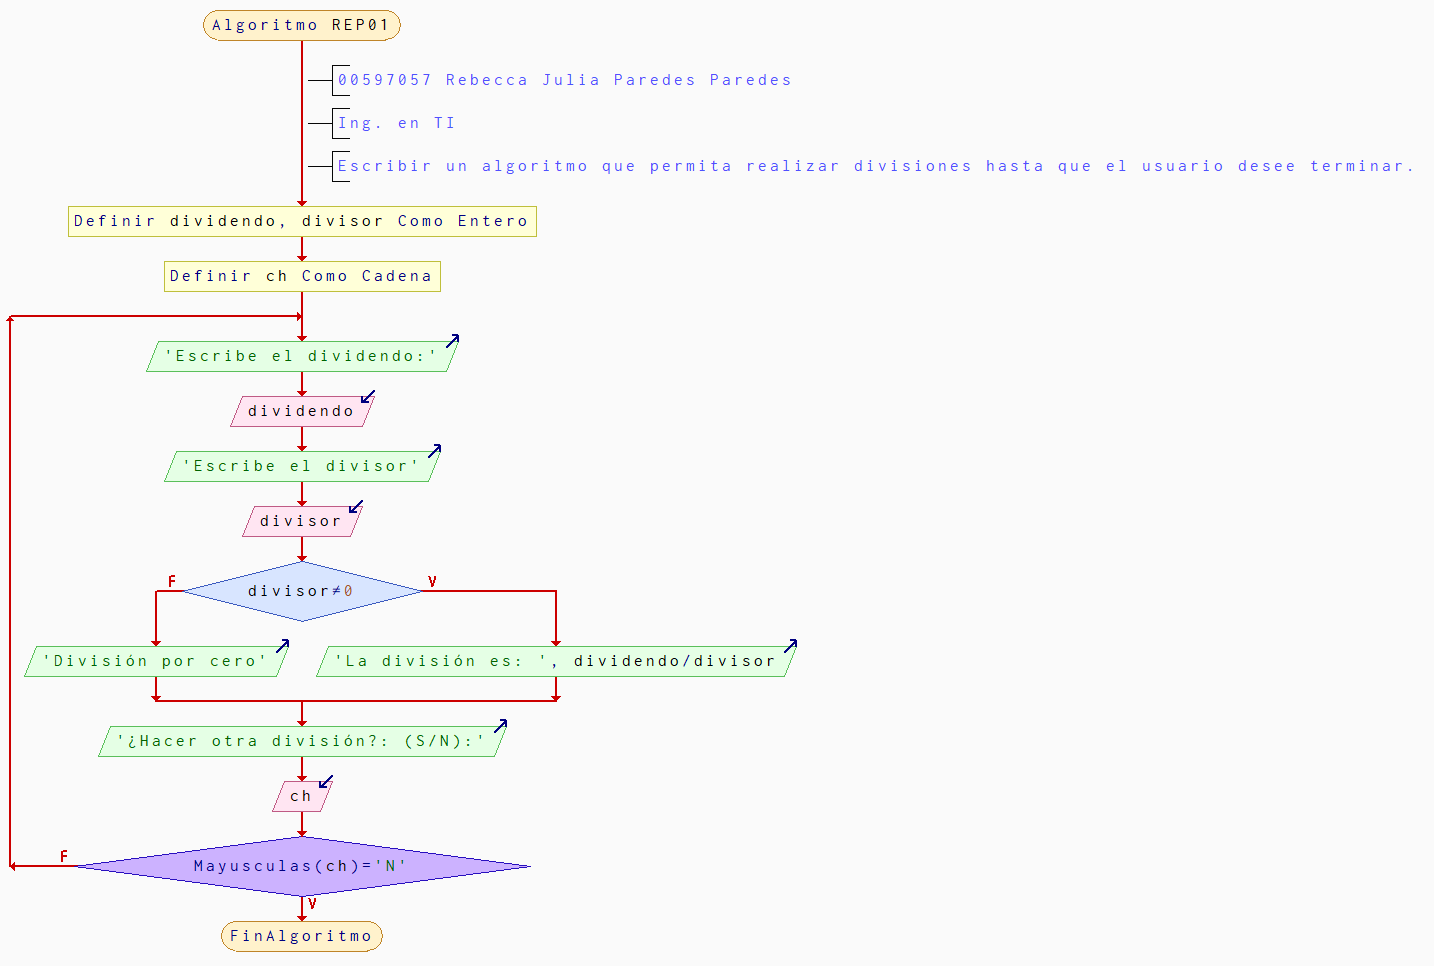 Algoritmo REP01
00597057 Rebecca Julia Paredes Paredes
Ing. en TI
Escribir un algoritmo que permita realizar divisiones hasta que el usuario desee terminar.
Definir dividendo, divisor Como Entero
Definir ch Como Cadena
'Escribe el dividendo:'
dividendo
'Escribe el divisor'
divisor
F
V
divisor≠0
'División por cero'
'La división es: ', dividendo/divisor
'¿Hacer otra división?: (S/N):'
ch
F
Mayusculas(ch)='N'
V
FinAlgoritmo